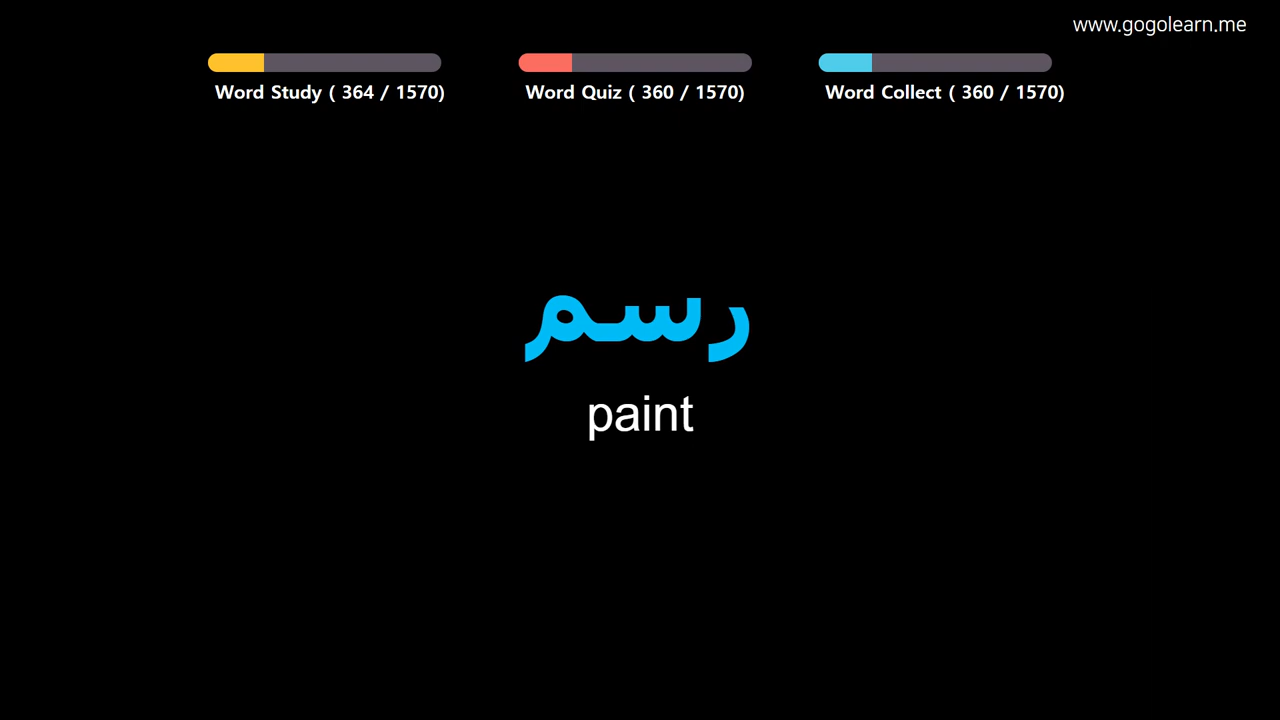 www.gogolearn.me
Word Study ( 364 / 1570)
Word Quiz ( 360 / 1570)
Word Collect ( 360 / 1570)
رسم
paint